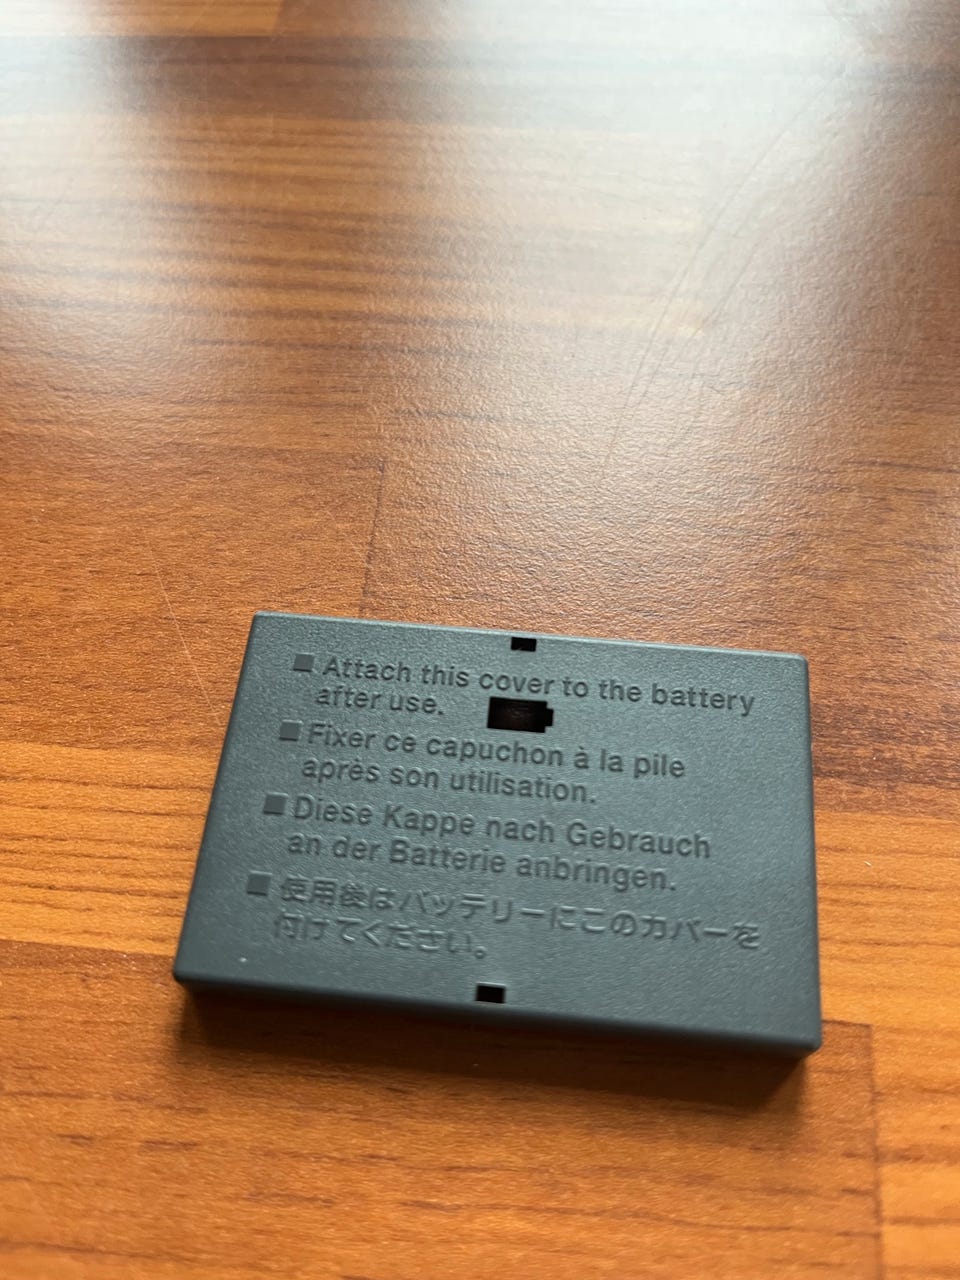 ■ Attach this cover to the battery
after use.
■ Fixer ce capuchon à la pile
après son utilisation.
■ Diese Kappe nach Gebrauch
an der Batterie anbringen.
■ 使用後はバッテリーにこのカバーを
付けてください。